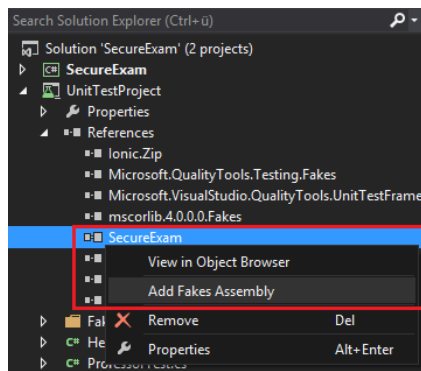 Search Solution Explorer (Ctrl+ü)
Solution 'SecureExam' (2 projects)
C# SecureExam
UnitTestProject
Properties
References
Ionic.Zip
Microsoft.QualityTools.Testing.Fakes
Microsoft.VisualStudio.QualityTools.UnitTestFrame
mscorlib.4.0.0.0.Fakes
SecureExam
View in Object Browser
Add Fakes Assembly
Fak
Remove Del
C# He
Properties Alt+Enter
C#